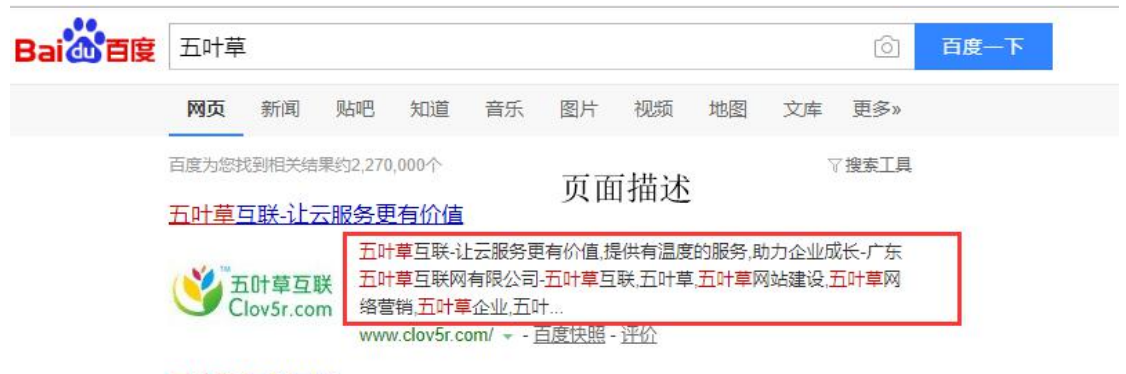 Bai du 百度 五叶草 百度一下
网页 新闻 贴吧 知道 音乐 图片 视频 地图 文库 更多»
百度为您找到相关结果约2,270,000个 搜索工具
页面描述
五叶草互联-让云服务更有价值
五叶草互联-让云服务更有价值,提供有温度的服务,助力企业成长-广东
五叶草互联网有限公司-五叶草互联,五叶草,五叶草网站建设,五叶草网
络营销,五叶草企业,五叶...
五叶草互联™
Clov5r.com
www.clov5r.com/ - 百度快照 - 评价